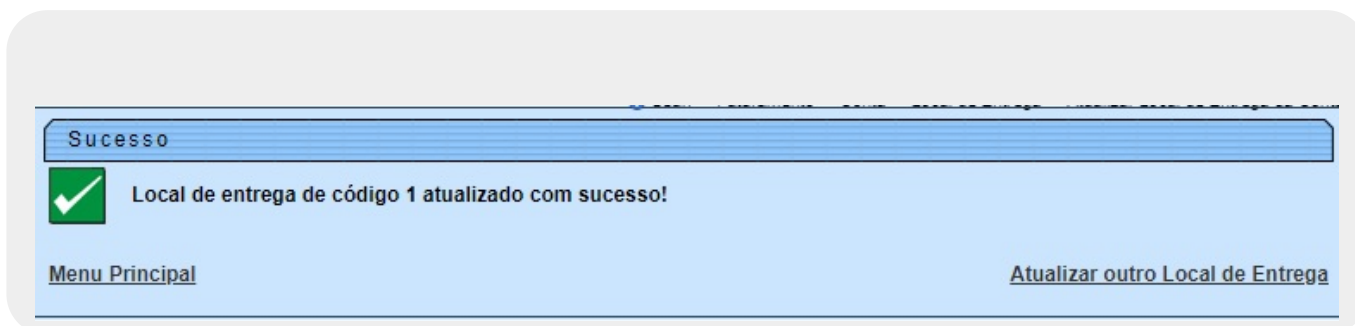 Sucesso
Local de entrega de código 1 atualizado com sucesso!
Menu Principal
Atualizar outro Local de Entrega